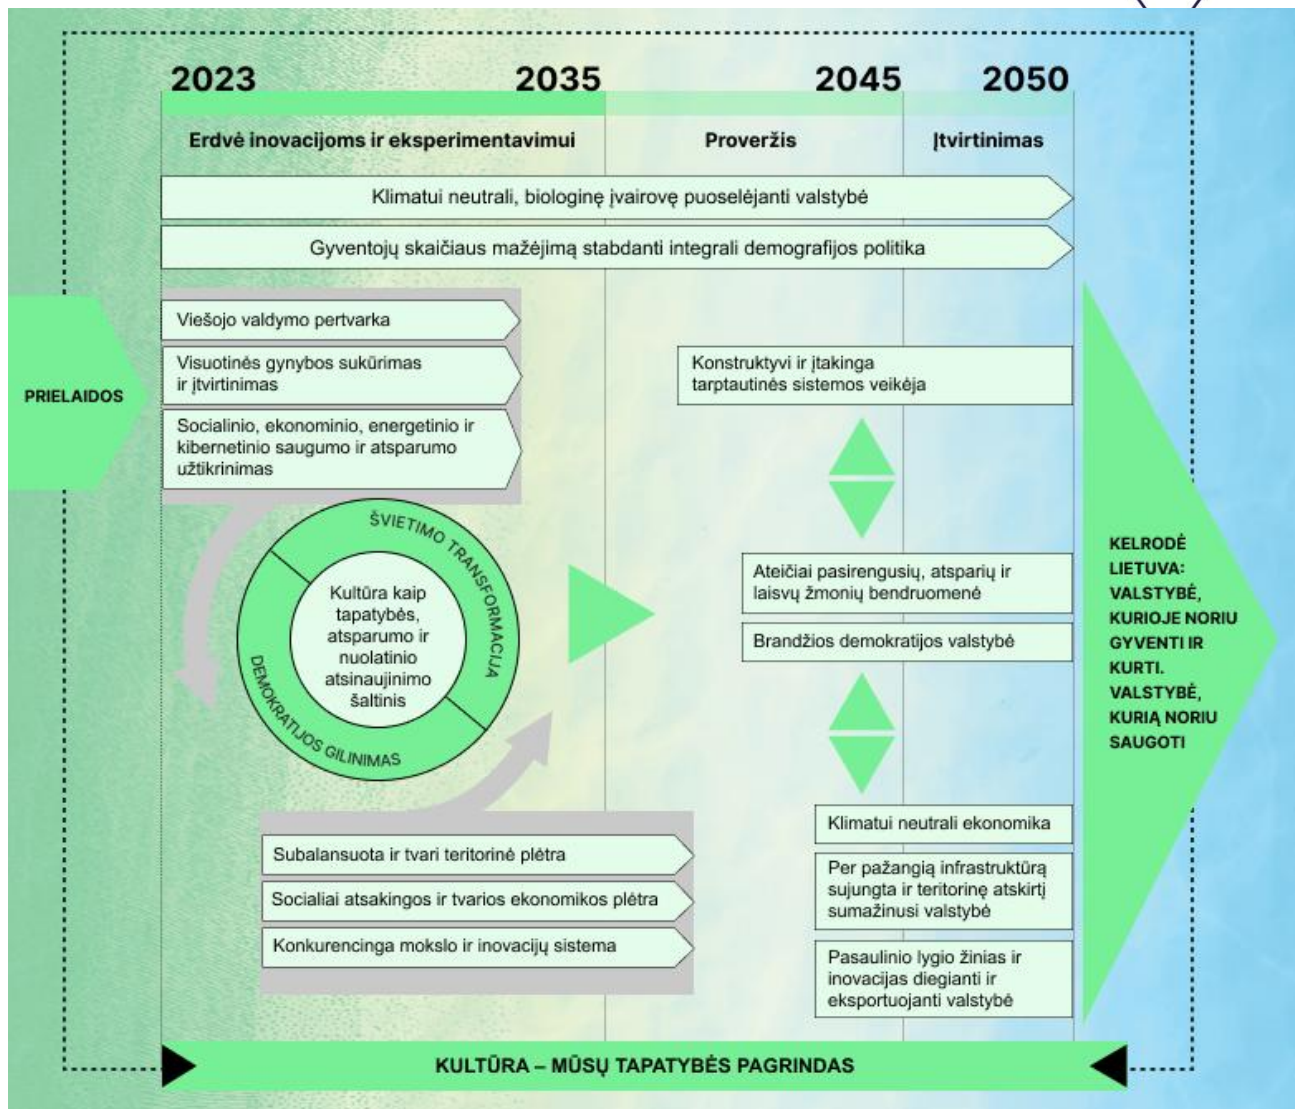 2023
2035
2045
2050
Erdvė inovacijoms ir eksperimentavimui
Proveržis
Įtvirtinimas
Klimatui neutrali, biologinę įvairovę puoselėjanti valstybė
Gyventojų skaičiaus mažėjimą stabdanti integrali demografijos politika
PRIELAIDOS
Viešojo valdymo pertvarka
Visuotinės gynybos sukūrimas
ir įtvirtinimas
Socialinio, ekonominio, energetinio ir
kibernetinio saugumo ir atsparumo
užtikrinimas
Konstruktyvi ir įtakinga
tarptautinės sistemos veikėja
ŠVIETIMO TRANSFORMACIJA
DEMOKRATIJOS GILINIMAS
Kultūra kaip
tapatybės,
atsparumo ir
nuolatinio
atsinaujinimo
šaltinis
Ateičiai pasirengusių, atsparių ir
laisvų žmonių bendruomenė
Brandžios demokratijos valstybė
Subalansuota ir tvari teritorinė plėtra
Socialiai atsakingos ir tvarios ekonomikos plėtra
Konkurencinga mokslo ir inovacijų sistema
Klimatui neutrali ekonomika
Per pažangią infrastruktūrą
sujungta ir teritorinę atskirtį
sumažinusi valstybė
Pasaulinio lygio žinias ir
inovacijas diegianti ir
eksportuojanti valstybė
KELRODĖ
LIETUVA:
VALSTYBĖ,
KURIOJE NORIU
GYVENTI IR
KURTI.
VALSTYBĖ,
KURIĄ NORIU
SAUGOTI
KULTŪRA – MŪSŲ TAPATYBĖS PAGRINDAS